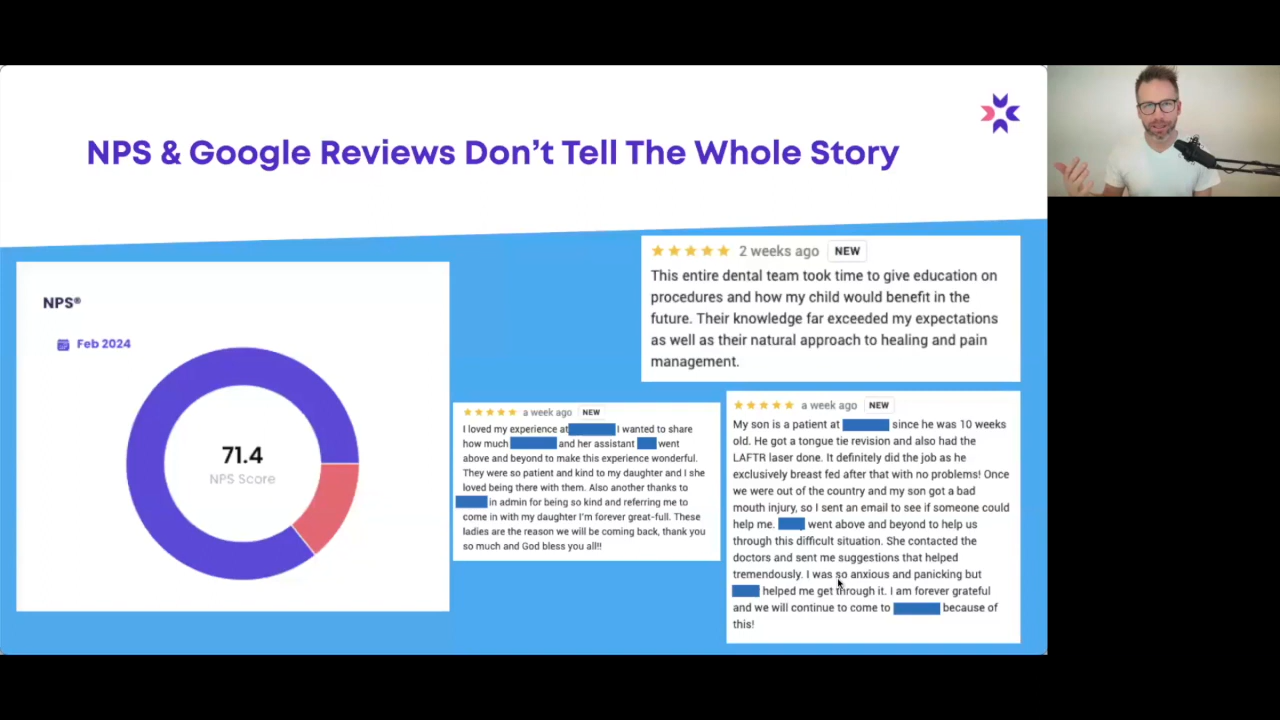 NPS & Google Reviews Don't Tell The Whole Story
NPS®
Feb 2024
71.4
NPS Score
2 weeks ago NEW
This entire dental team took time to give education on
procedures and how my child would benefit in the
future. Their knowledge far exceeded my expectations
as well as their natural approach to healing and pain
management.
a week ago NEW
I loved my experience at I wanted to share
how much and her assistant went
above and beyond to make this experience wonderful.
They were so patient and kind to my daughter and I she
loved being there with them. Also another thanks to
in admin for being so kind and referring me to
come in with my daughter I'm forever great-full. These
ladies are the reason we will be coming back, thank you
so much and God bless you all!!
a week ago NEW
My son is a patient at since he was 10 weeks
old. He got a tongue tie revision and also had the
LAFTR laser done. It definitely did the job as he
exclusively breast fed after that with no problems! Once
we were out of the country and my son got a bad
mouth injury, so I sent an email to see if someone could
help me. went above and beyond to help us
through this difficult situation. She contacted the
doctors and sent me suggestions that helped
tremendously. I was so anxious and panicking but
helped me get through it. I am forever grateful
and we will continue to come to because of
this!